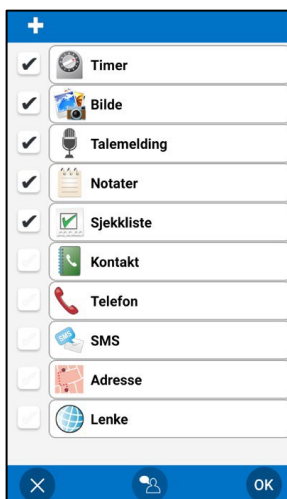 Timer
Bilde
Talemelding
Notater
Sjekkliste
Kontakt
Telefon
SMS
Adresse
Lenke
OK